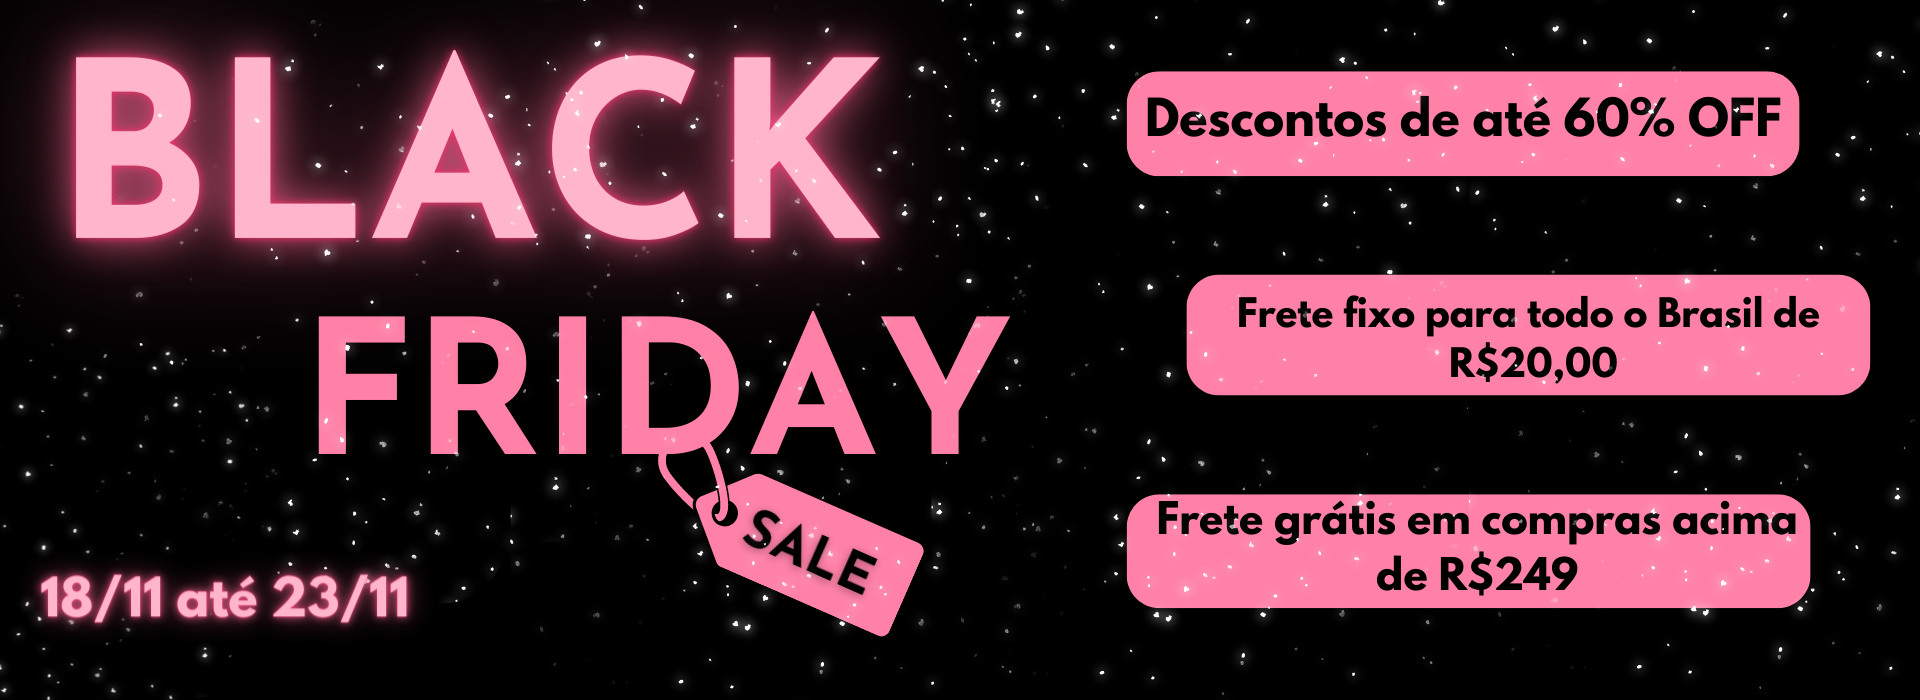 BLACK
FRIDAY
SALE
18/11 até 23/11
Descontos de até 60% OFF
Frete fixo para todo o Brasil de
R$20,00
Frete grátis em compras acima
de R$249